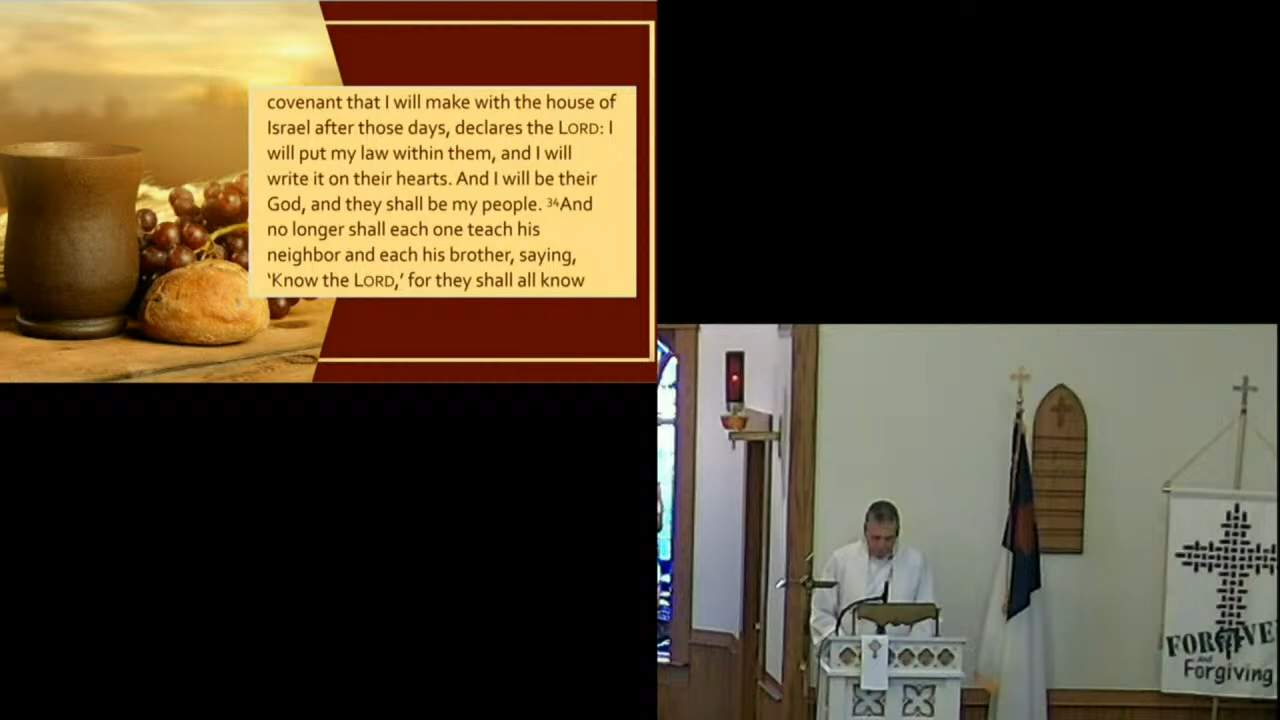 covenant that I will make with the house of
Israel after those days, declares the LORD: I
will put my law within them, and I will
write it on their hearts. And I will be their
God, and they shall be my people. ³⁴And
no longer shall each one teach his
neighbor and each his brother, saying,
‘Know the LORD,’ for they shall all know
FORGIVE
and
Forgiving